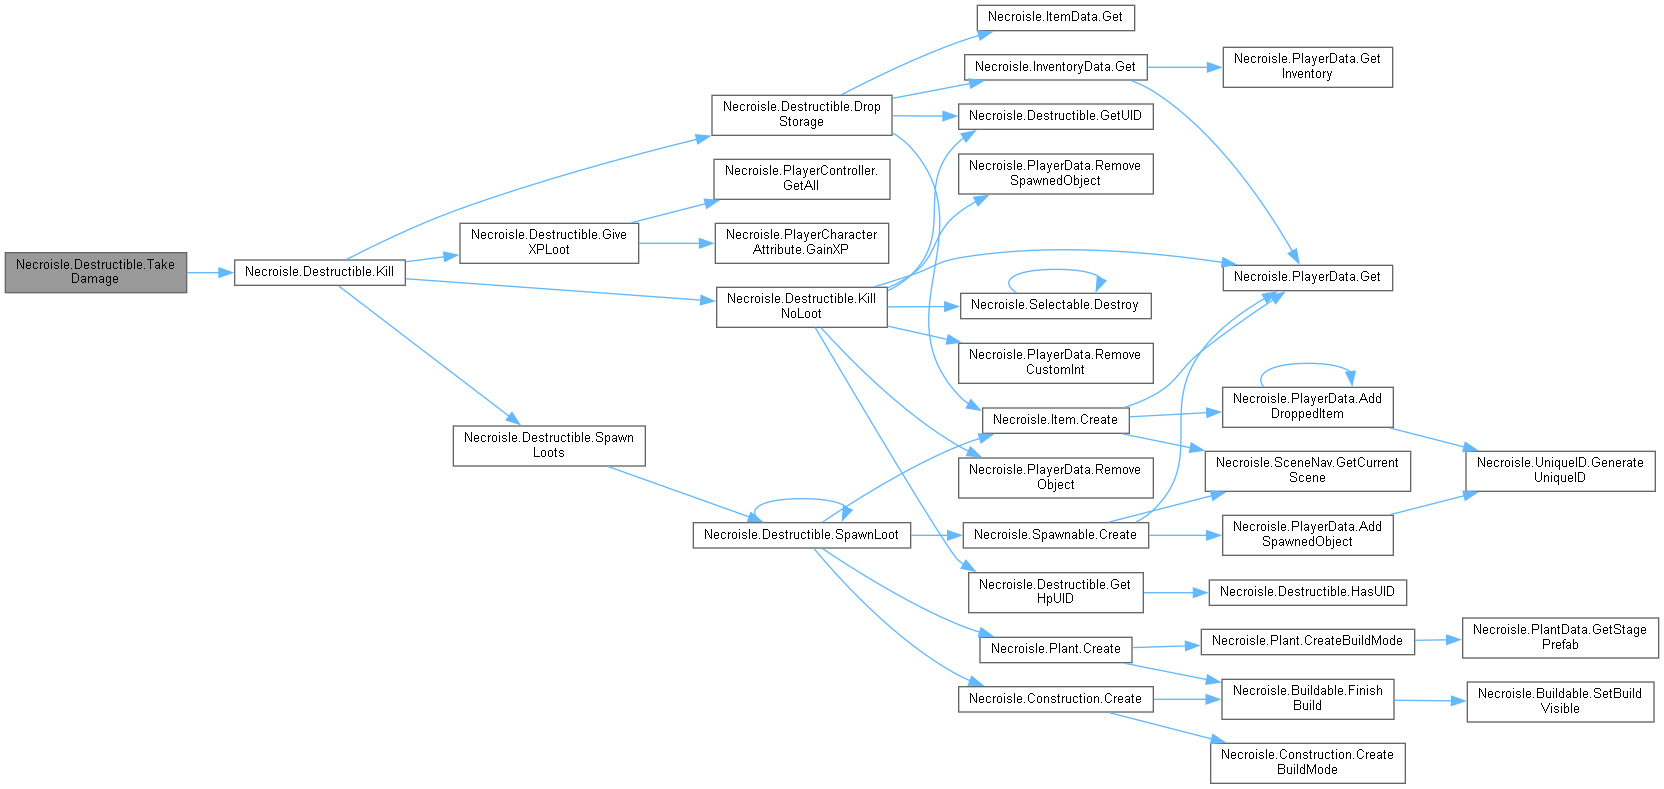 Necroisle.Destructible.Take
Damage
Necroisle.Destructible.Kill
Necroisle.Destructible.Drop
Storage
Necroisle.ItemData.Get
Necroisle.InventoryData.Get
Necroisle.PlayerData.Get
Inventory
Necroisle.Destructible.GetUID
Necroisle.PlayerData.Remove
SpawnedObject
Necroisle.PlayerController.
GetAll
Necroisle.Destructible.Give
XPLoot
Necroisle.PlayerCharacter
Attribute.GainXP
Necroisle.PlayerData.Get
Necroisle.Destructible.Kill
NoLoot
Necroisle.Selectable.Destroy
Necroisle.PlayerData.Remove
CustomInt
Necroisle.Item.Create
Necroisle.PlayerData.Add
DroppedItem
Necroisle.Destructible.Spawn
Loots
Necroisle.PlayerData.Remove
Object
Necroisle.SceneNav.GetCurrent
Scene
Necroisle.UniqueID.Generate
UniqueID
Necroisle.Destructible.SpawnLoot
Necroisle.Spawnable.Create
Necroisle.PlayerData.Add
SpawnedObject
Necroisle.Destructible.Get
HpUID
Necroisle.Destructible.HasUID
Necroisle.Plant.Create
Necroisle.Plant.CreateBuildMode
Necroisle.PlantData.GetStage
Prefab
Necroisle.Construction.Create
Necroisle.Buildable.Finish
Build
Necroisle.Buildable.SetBuild
Visible
Necroisle.Construction.Create
BuildMode